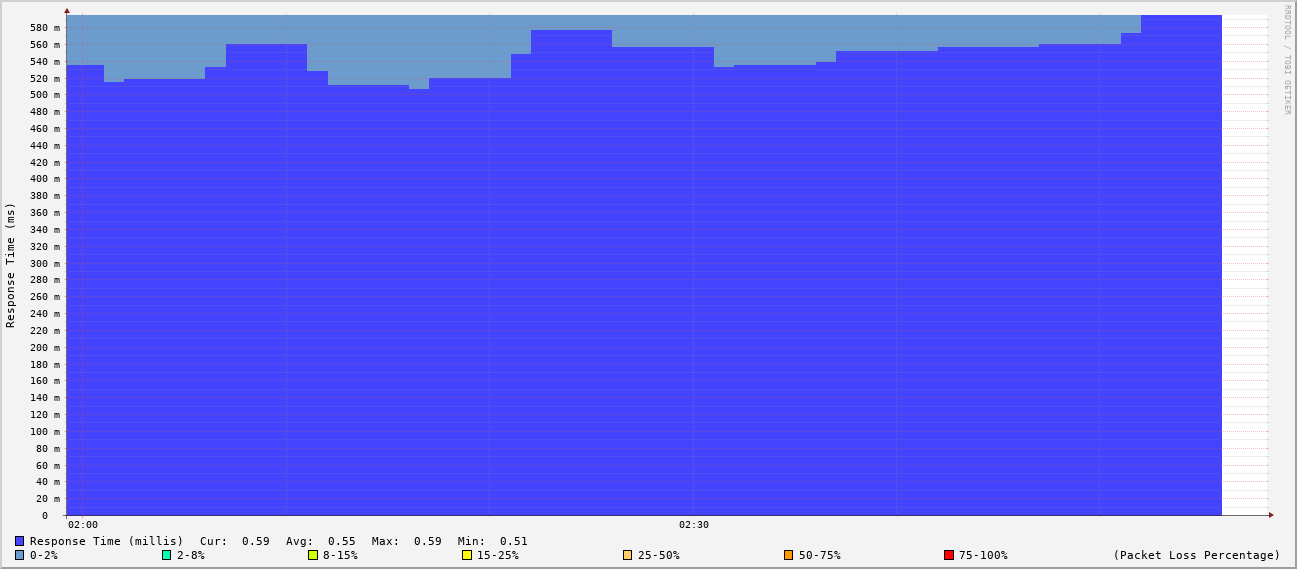 RRDTOOL / TOBI OETIKER
Response Time (ms)
580 m
560 m
540 m
520 m
500 m
480 m
460 m
440 m
420 m
400 m
380 m
360 m
340 m
320 m
300 m
280 m
260 m
240 m
220 m
200 m
180 m
160 m
140 m
120 m
100 m
80 m
60 m
40 m
20 m
0
02:00 02:30
Response Time (millis) Cur: 0.59 Avg: 0.55 Max: 0.59 Min: 0.51
0-2% 2-8% 8-15% 15-25% 25-50% 50-75% 75-100% (Packet Loss Percentage)